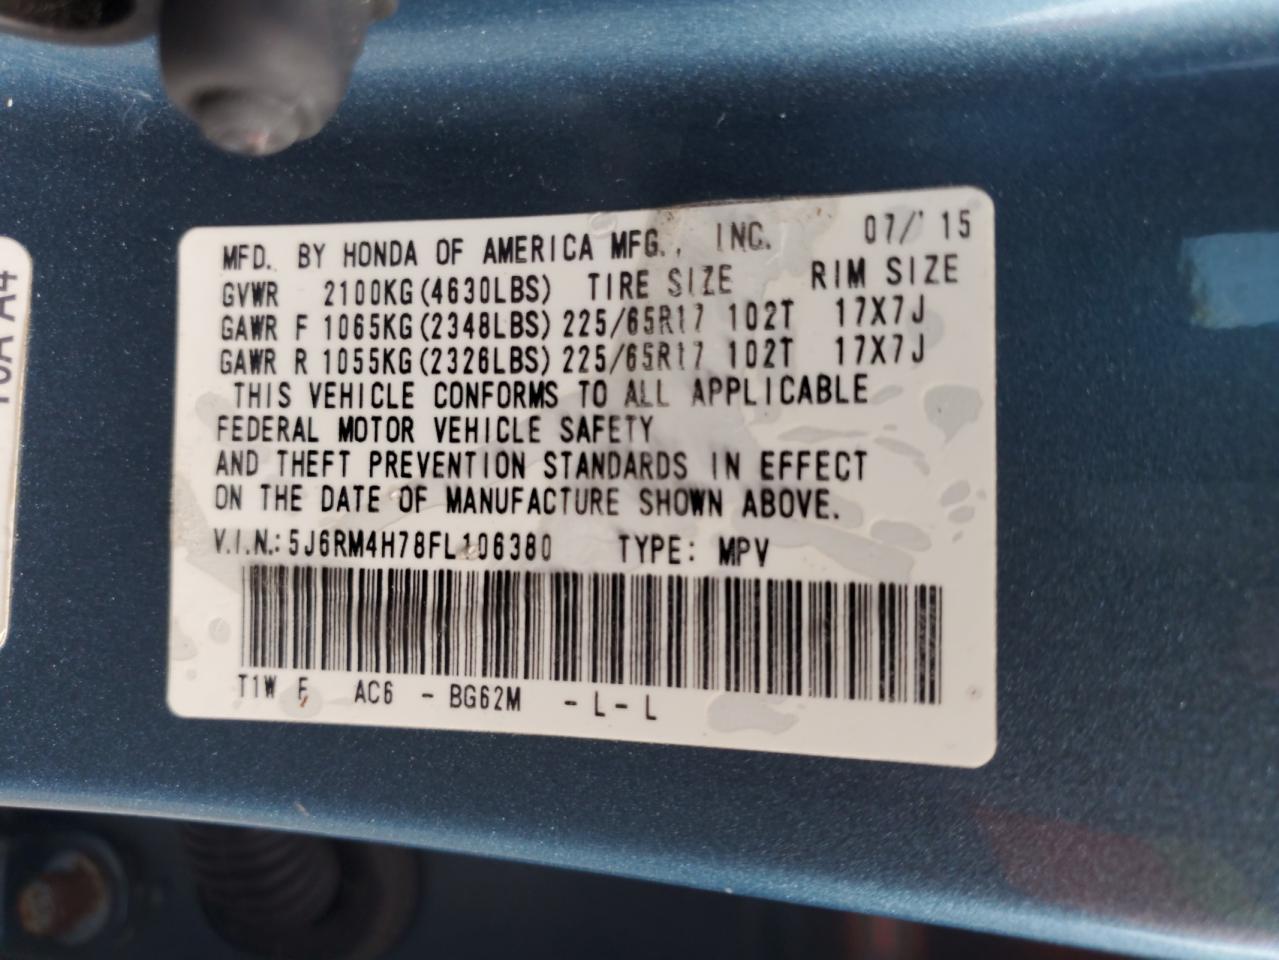 MFD. BY HONDA OF AMERICA MFG., INC. 07/'15
GVWR 2100KG(4630LBS) TIRE SIZE RIM SIZE
GAWR F 1065KG(2348LBS) 225/65R17 102T 17X7J
GAWR R 1055KG(2326LBS) 225/65R17 102T 17X7J
THIS VEHICLE CONFORMS TO ALL APPLICABLE
FEDERAL MOTOR VEHICLE SAFETY
AND THEFT PREVENTION STANDARDS IN EFFECT
ON THE DATE OF MANUFACTURE SHOWN ABOVE.
V.I.N.: 5J6RM4H78FL106380 TYPE: MPV
T1W F AC6 - BG62M - L - L